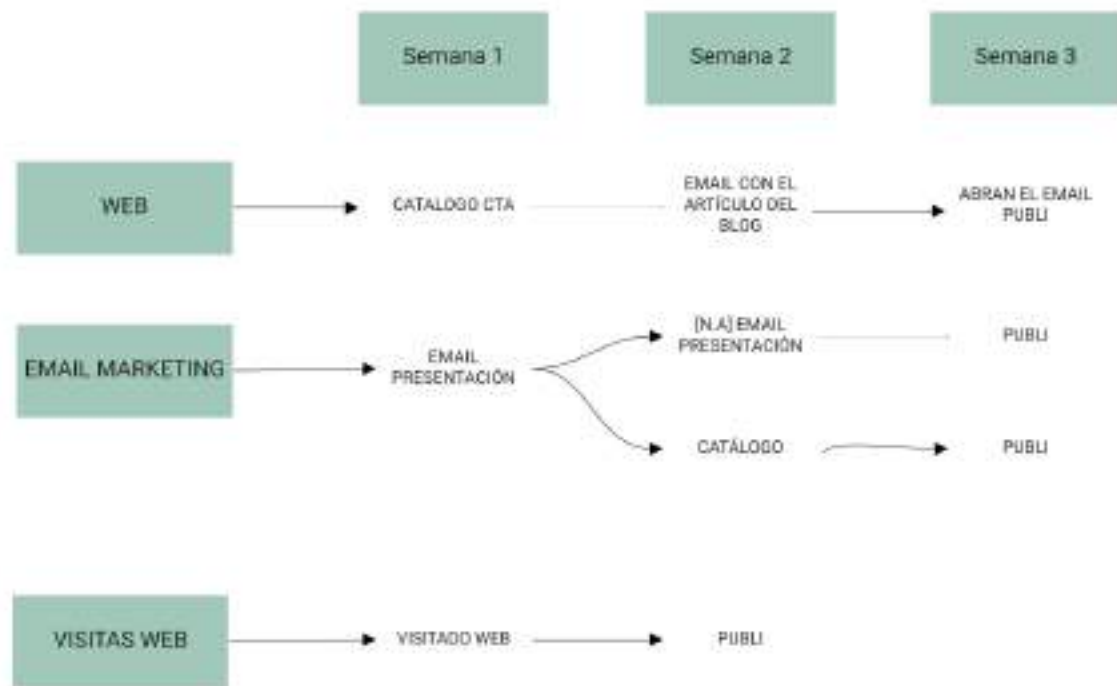 Semana 1
Semana 2
Semana 3
WEB
CATALOGO CTA
EMAIL CON EL
ARTÍCULO DEL
BLOG
ABRAN EL EMAIL
PUBLI
EMAIL MARKETING
EMAIL
PRESENTACIÓN
[N.A] EMAIL
PRESENTACIÓN
PUBLI
CATÁLOGO
PUBLI
VISITAS WEB
VISITADO WEB
PUBLI